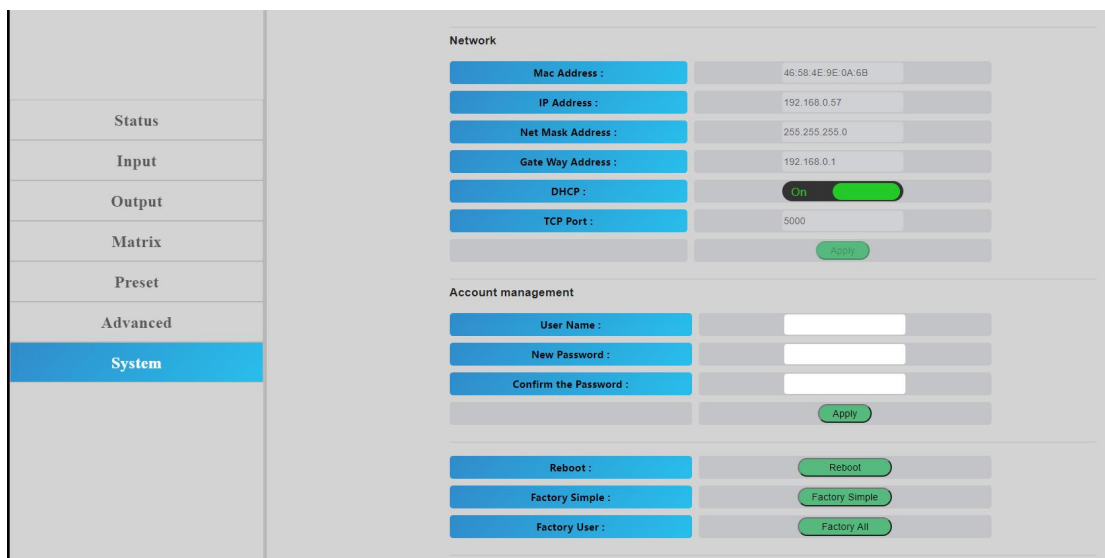 Status
Input
Output
Matrix
Preset
Advanced
System
Network
Mac Address : 46:58:4E:9E:0A:6B
IP Address : 192.168.0.57
Net Mask Address : 255.255.255.0
Gate Way Address : 192.168.0.1
DHCP : On
TCP Port : 5000
Apply
Account management
User Name :
New Password :
Confirm the Password :
Apply
Reboot : Reboot
Factory Simple : Factory Simple
Factory User : Factory All